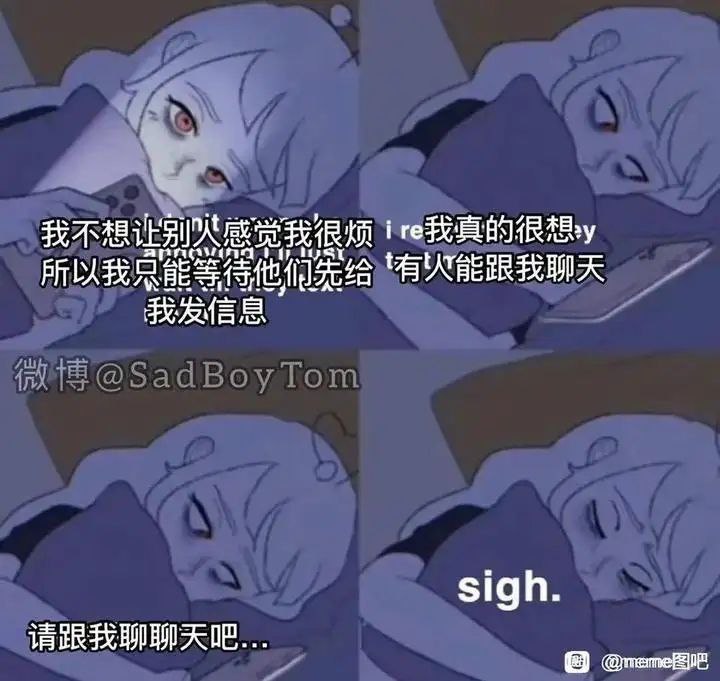 我不想让别人感觉我很烦
所以我只能等待他们先给
我发信息
我真的很想
有人能跟我聊天
微博@SadBoyTom
请跟我聊聊天吧...
sigh.
@meme图吧